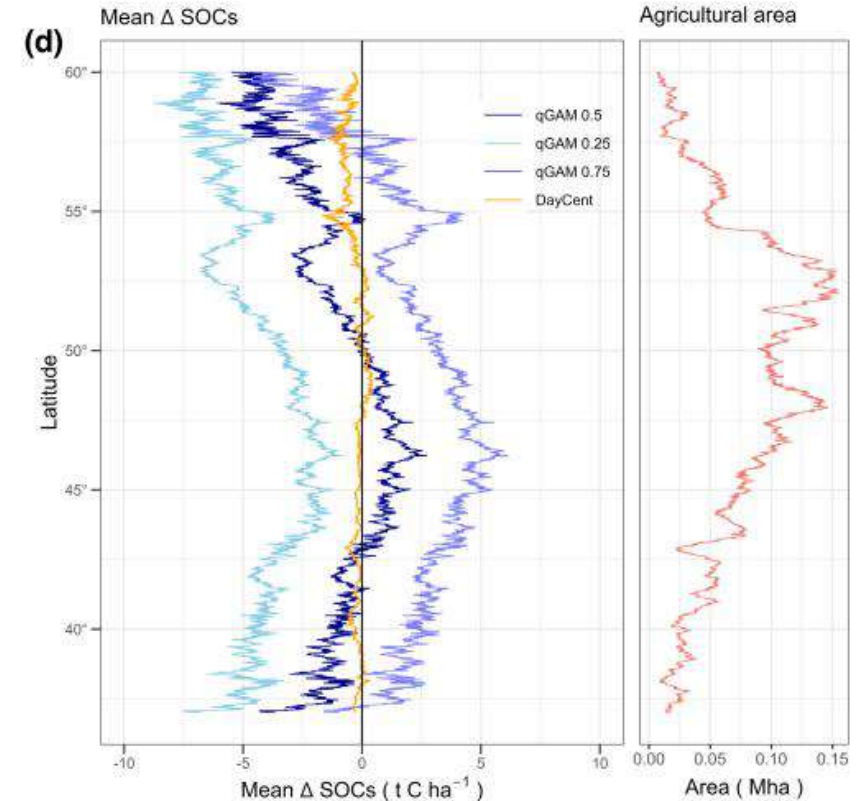 Mean Δ SOCs
Agricultural area
(d)
60°
55°
50°
45°
40°
Latitude
qGAM 0.5
qGAM 0.25
qGAM 0.75
DayCent
-10
-5
0
5
10
Mean Δ SOCs ( t C ha⁻¹ )
0.00
0.05
0.10
0.15
Area ( Mha )